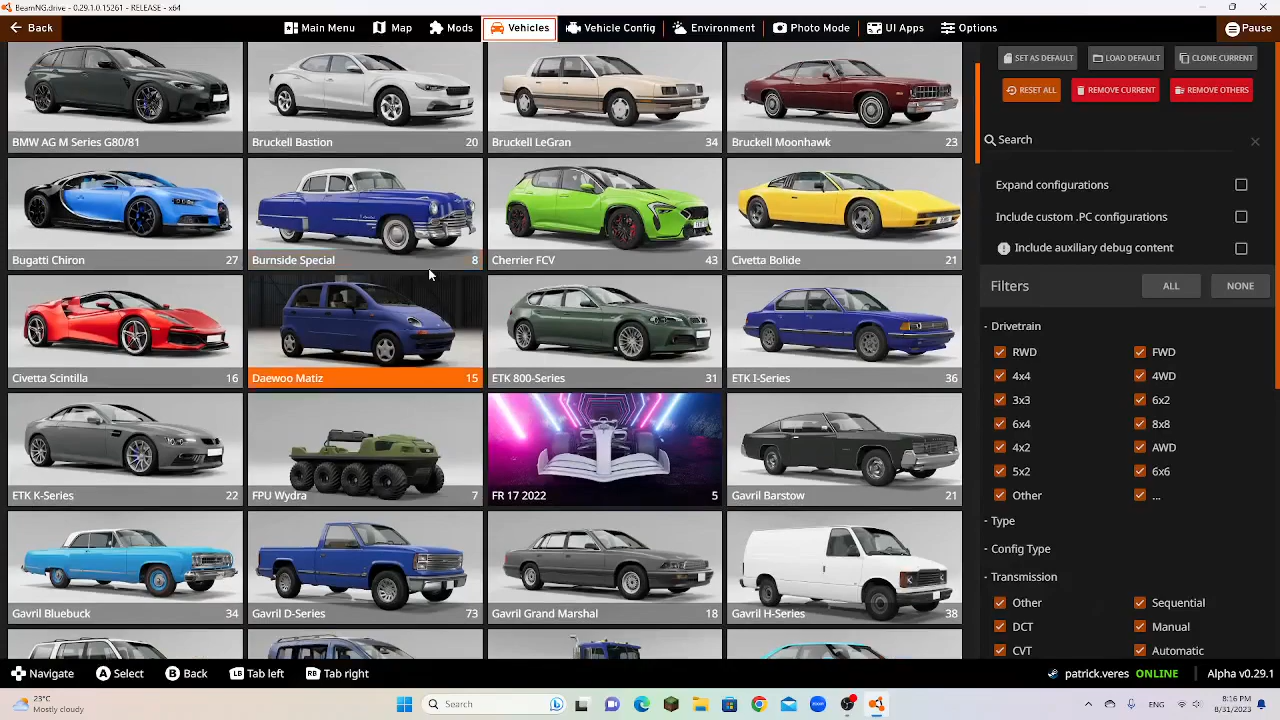 BeamNG.drive - 0.29.1.0.15261 - RELEASE - x64
Back
Main Menu
Map
Mods
Vehicles
Vehicle Config
Environment
Photo Mode
UI Apps
Options
Pause
BMW AG M Series G80/81
Bruckell Bastion 20
Bruckell LeGran 34
Bruckell Moonhawk 23
Bugatti Chiron 27
Burnside Special 8
Cherrier FCV 43
Civetta Bolide 21
Civetta Scintilla 16
Daewoo Matiz 15
ETK 800-Series 31
ETK I-Series 36
ETK K-Series 22
FPU Wydra 7
FR 17 2022 5
Gavril Barstow 21
Gavril Bluebuck 34
Gavril D-Series 73
Gavril Grand Marshal 18
Gavril H-Series 38
SET AS DEFAULT
LOAD DEFAULT
CLONE CURRENT
RESET ALL
REMOVE CURRENT
REMOVE OTHERS
Search
Expand configurations
Include custom .PC configurations
Include auxiliary debug content
Filters
ALL
NONE
- Drivetrain
RWD
FWD
4x4
4WD
3x3
6x2
6x4
8x8
4x2
AWD
5x2
6x6
Other
...
- Type
- Config Type
- Transmission
Other
Sequential
DCT
Manual
CVT
Automatic
Navigate
A Select
B Back
LB Tab left
RB Tab right
patrick.veres ONLINE
Alpha v0.29.1
23°C
Mostly cloudy
Search
8:16 PM
8/31/2023